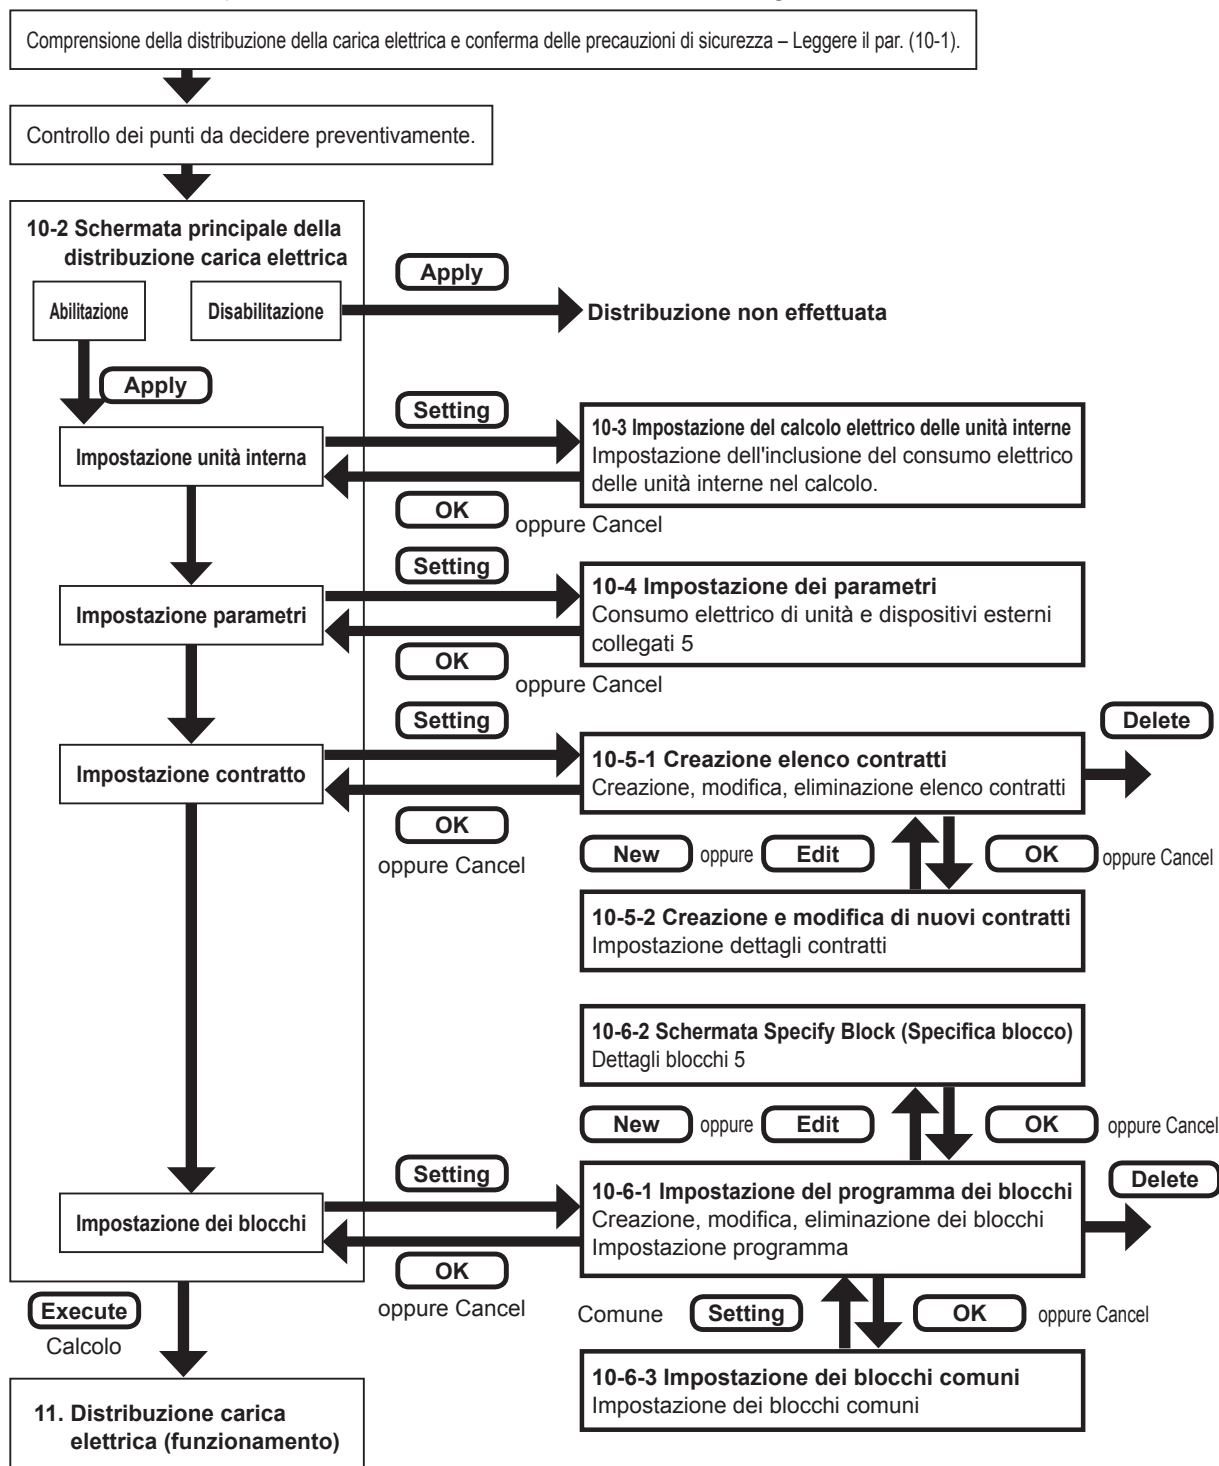 Comprensione della distribuzione della carica elettrica e conferma delle precauzioni di sicurezza – Leggere il par. (10-1).
Controllo dei punti da decidere preventivamente.
10-2 Schermata principale della
distribuzione carica elettrica
Abilitazione
Disabilitazione
Apply
Distribuzione non effettuata
Apply
Impostazione unità interna
Setting
OK
oppure Cancel
10-3 Impostazione del calcolo elettrico delle unità interne
Impostazione dell'inclusione del consumo elettrico
delle unità interne nel calcolo.
Impostazione parametri
Setting
OK
oppure Cancel
10-4 Impostazione dei parametri
Consumo elettrico di unità e dispositivi esterni
collegati 5
Impostazione contratto
Setting
OK
oppure Cancel
10-5-1 Creazione elenco contratti
Creazione, modifica, eliminazione elenco contratti
Delete
New oppure Edit
OK oppure Cancel
10-5-2 Creazione e modifica di nuovi contratti
Impostazione dettagli contratti
10-6-2 Schermata Specify Block (Specifica blocco)
Dettagli blocchi 5
New oppure Edit
OK oppure Cancel
Impostazione dei blocchi
Setting
OK
oppure Cancel
10-6-1 Impostazione del programma dei blocchi
Creazione, modifica, eliminazione dei blocchi
Impostazione programma
Delete
Comune Setting
OK oppure Cancel
10-6-3 Impostazione dei blocchi comuni
Impostazione dei blocchi comuni
Execute
Calcolo
11. Distribuzione carica
elettrica (funzionamento)